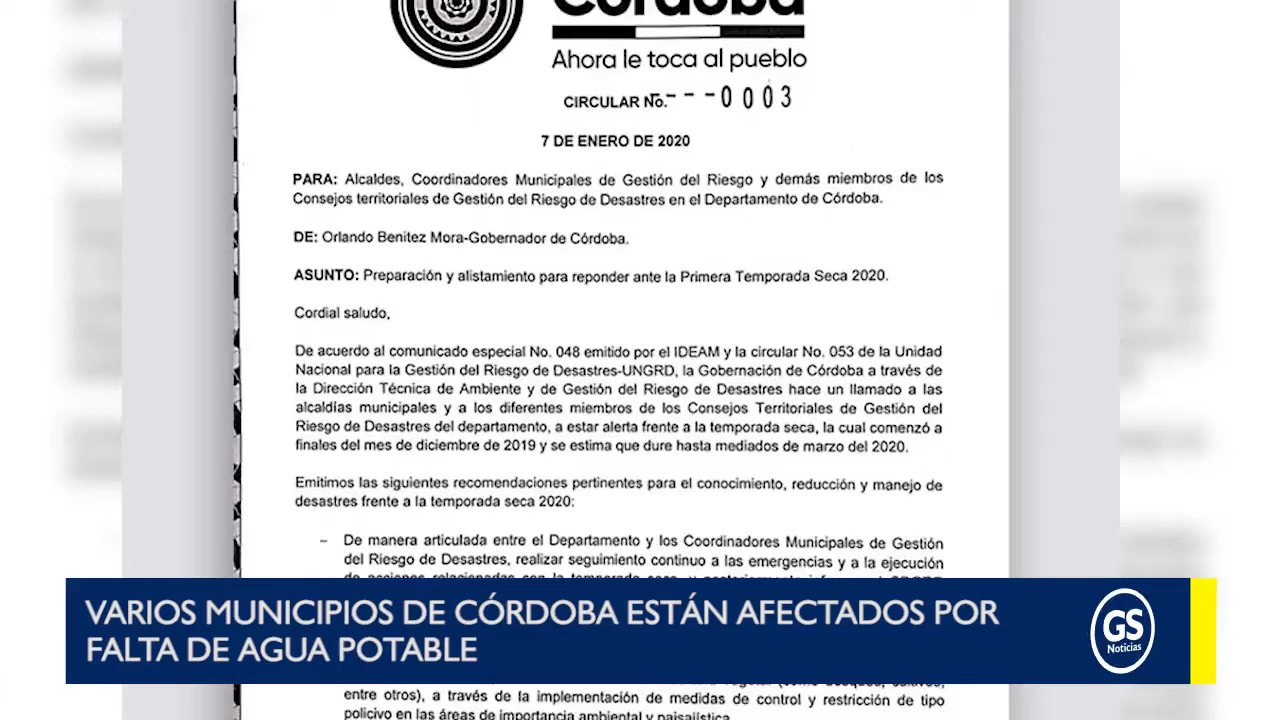 Córdoba
Ahora le toca al pueblo
CIRCULAR No. - - - -0003
7 DE ENERO DE 2020
PARA: Alcaldes, Coordinadores Municipales de Gestión del Riesgo y demás miembros de los
Consejos territoriales de Gestión del Riesgo de Desastres en el Departamento de Córdoba.
DE: Orlando Benitez Mora-Gobernador de Córdoba.
ASUNTO: Preparación y alistamiento para reponder ante la Primera Temporada Seca 2020.
Cordial saludo,
De acuerdo al comunicado especial No. 048 emitido por el IDEAM y la circular No. 053 de la Unidad
Nacional para la Gestión del Riesgo de Desastres-UNGRD, la Gobernación de Córdoba a través de
la Dirección Técnica de Ambiente y de Gestión del Riesgo de Desastres hace un llamado a las
alcaldías municipales y a los diferentes miembros de los Consejos Territoriales de Gestión del
Riesgo de Desastres del departamento, a estar alerta frente a la temporada seca, la cual comenzó a
finales del mes de diciembre de 2019 y se estima que dure hasta mediados de marzo del 2020.
Emitimos las siguientes recomendaciones pertinentes para el conocimiento, reducción y manejo de
desastres frente a la temporada seca 2020:
– De manera articulada entre el Departamento y los Coordinadores Municipales de Gestión
del Riesgo de Desastres, realizar seguimiento continuo a las emergencias y a la ejecución
VARIOS MUNICIPIOS DE CÓRDOBA ESTÁN AFECTADOS POR
FALTA DE AGUA POTABLE
GS
Noticias
entre otros), a través de la implementación de medidas de control y restricción de tipo
policivo en las áreas de importancia ambiental y paisajística.